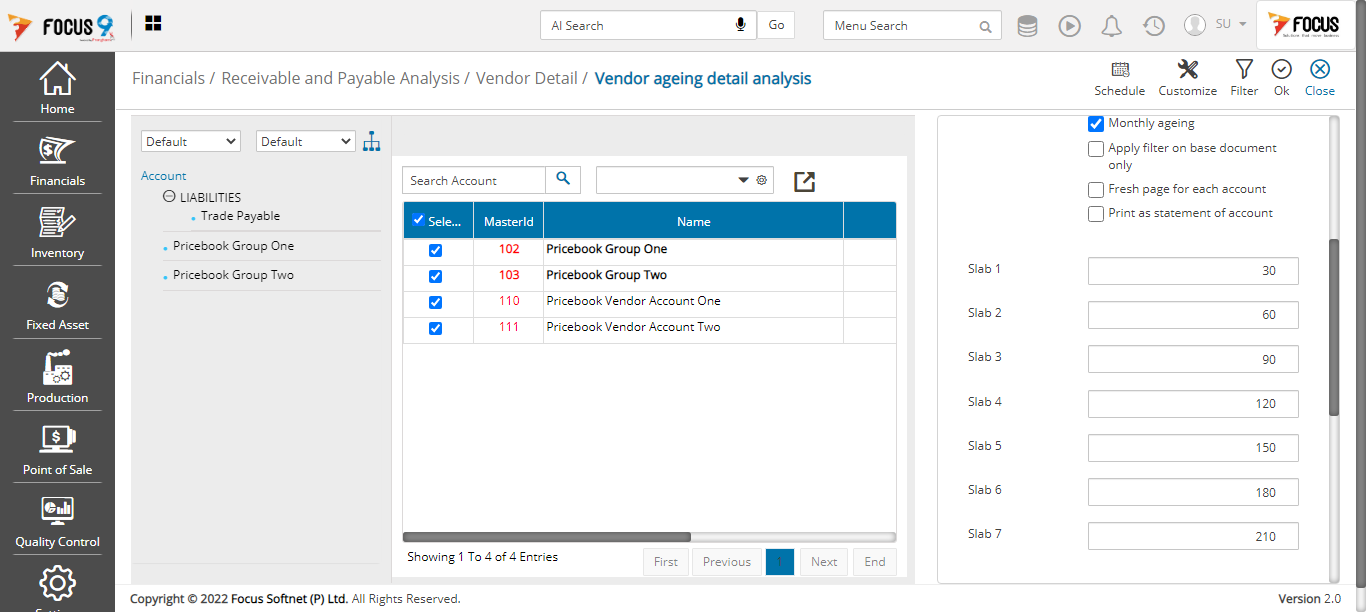 FOCUS 9
AI Search
Go
Menu Search
SU
FOCUS
Home
Financials
Inventory
Fixed Asset
Production
Point of Sale
Quality Control
Financials / Receivable and Payable Analysis / Vendor Detail / Vendor ageing detail analysis
Schedule
Customize
Filter
Ok
Close
Default
Default
Account
LIABILITIES
Trade Payable
Pricebook Group One
Pricebook Group Two
Search Account
Sele... MasterId Name
102 Pricebook Group One
103 Pricebook Group Two
110 Pricebook Vendor Account One
111 Pricebook Vendor Account Two
Showing 1 To 4 of 4 Entries
First Previous 1 Next End
Monthly ageing
Apply filter on base document
only
Fresh page for each account
Print as statement of account
Slab 1 30
Slab 2 60
Slab 3 90
Slab 4 120
Slab 5 150
Slab 6 180
Slab 7 210
Copyright © 2022 Focus Softnet (P) Ltd. All Rights Reserved.
Version 2.0